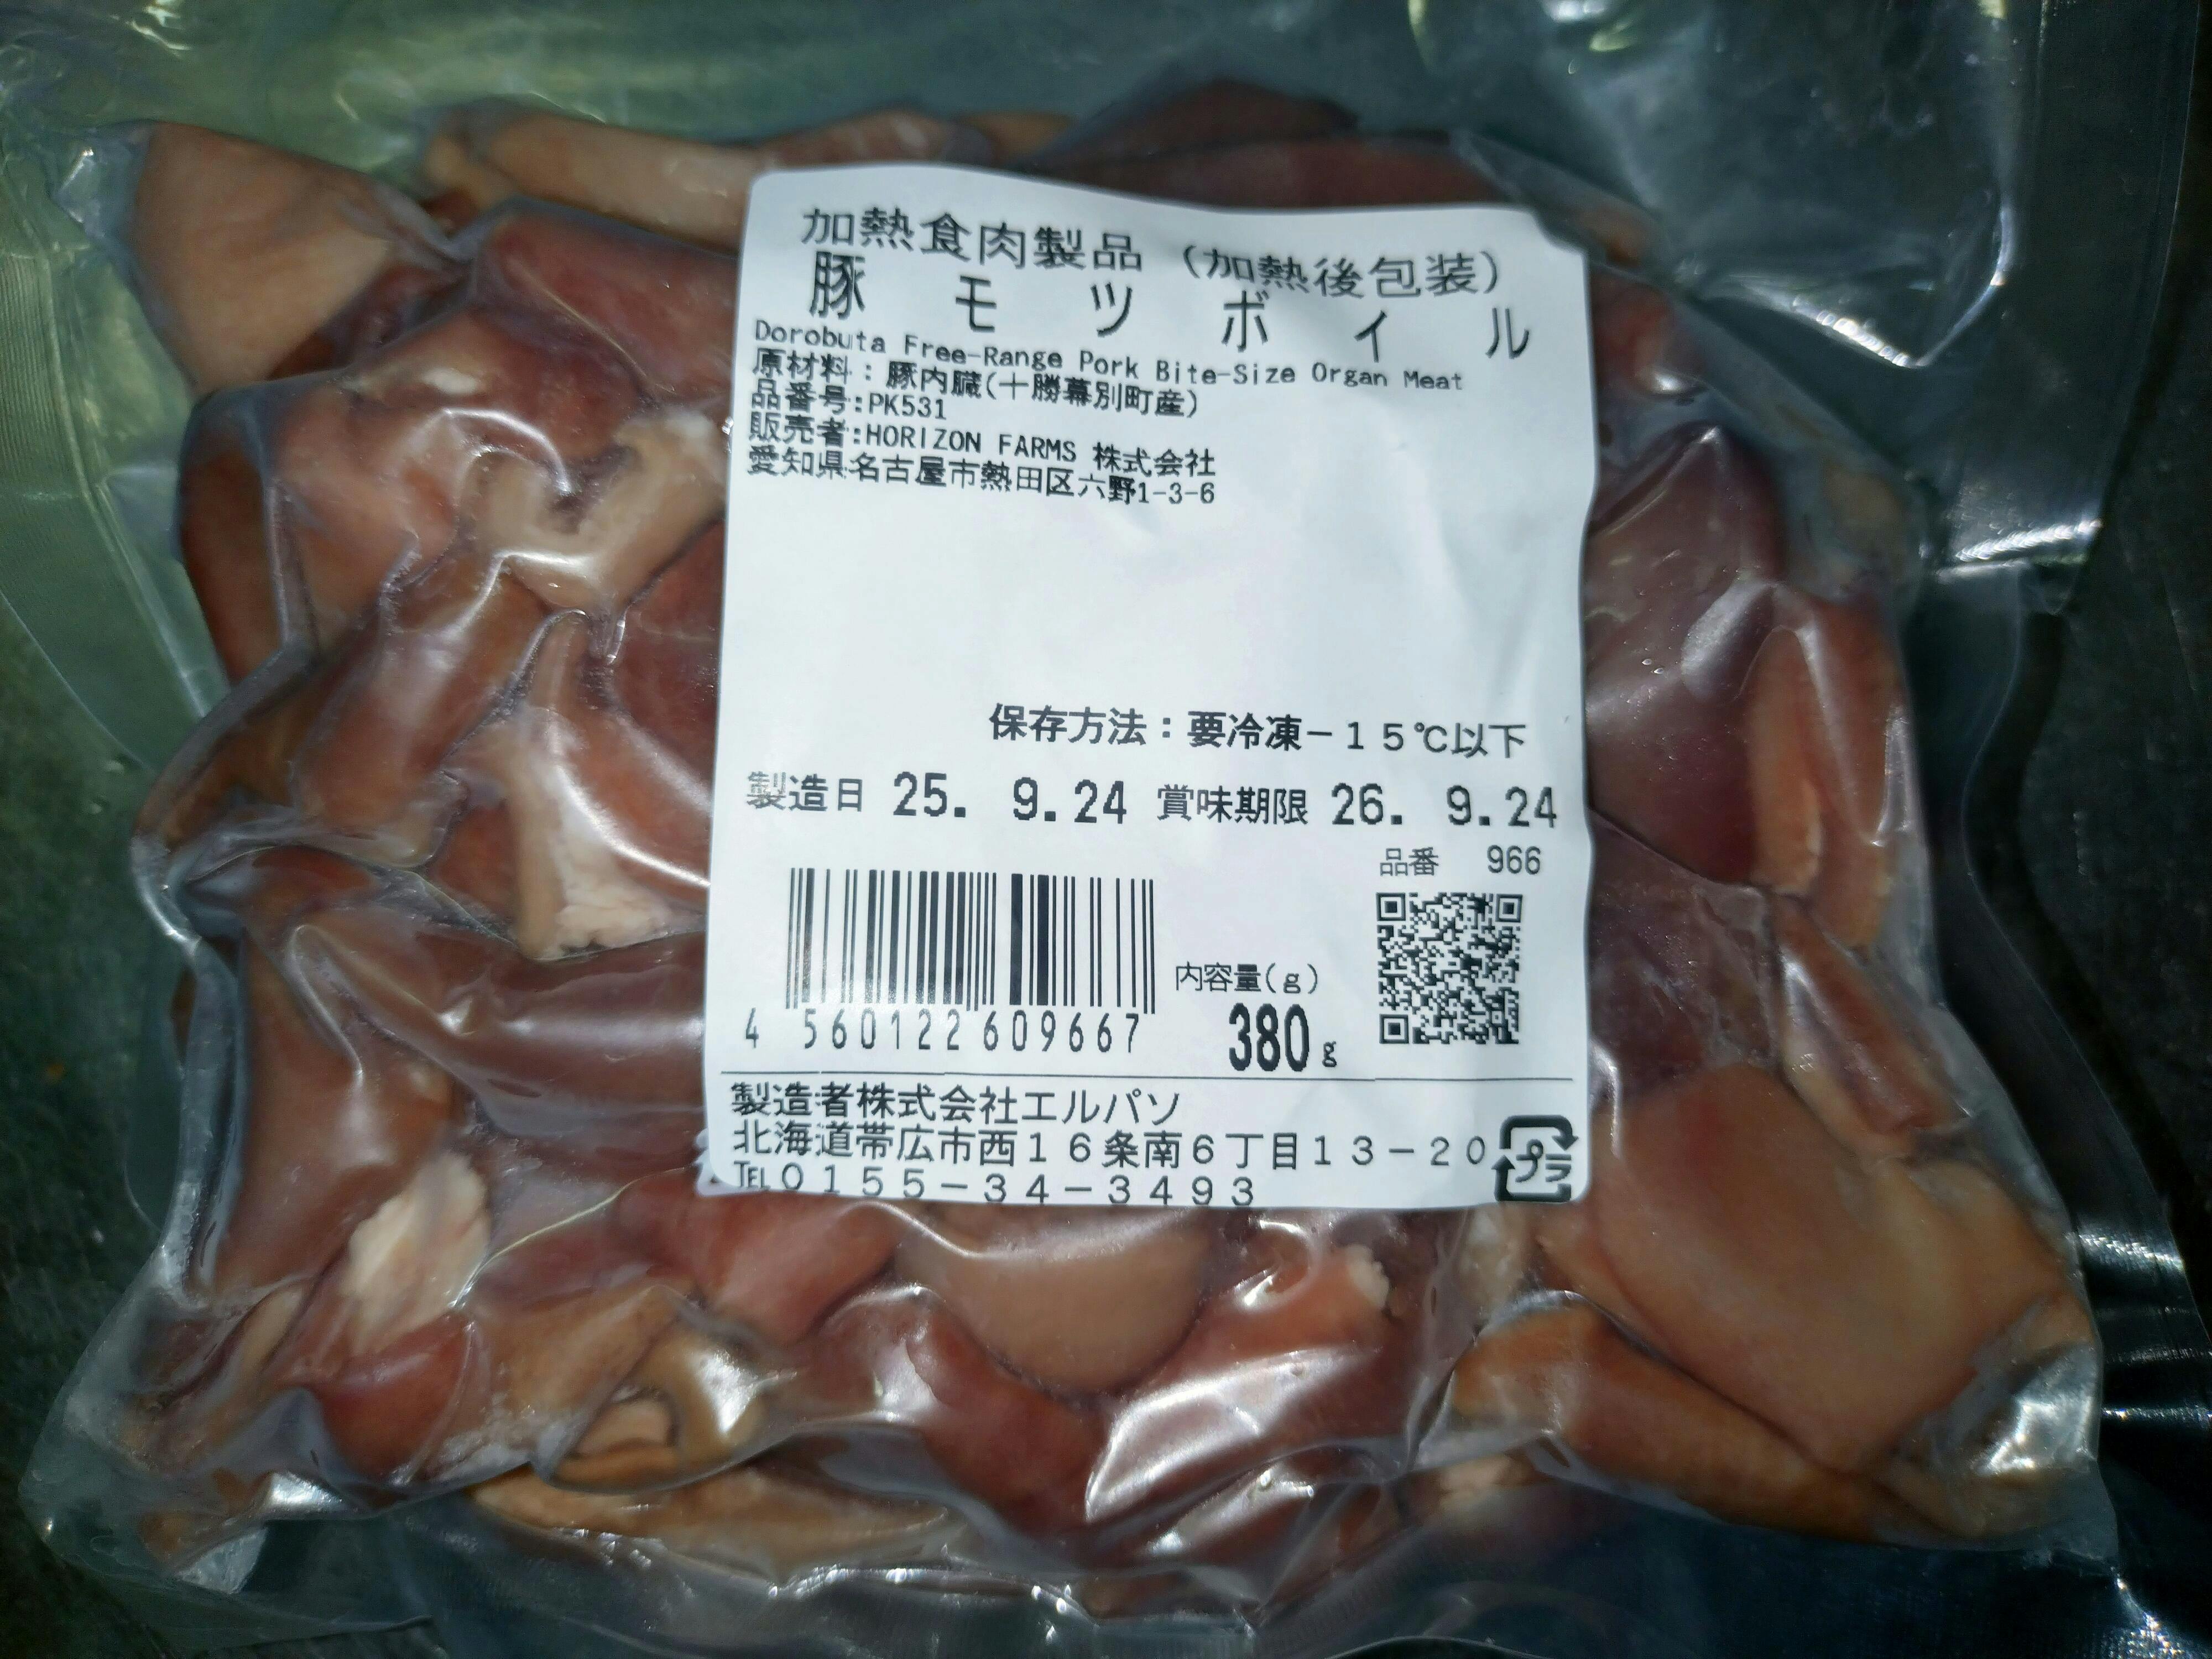 加熱食肉製品（加熱後包装）
豚モツボイル
Dorobuta Free-Range Pork Bite-Size Organ Meat
原材料：豚内臓(十勝幕別町産)
品番号:PK531
販売者:HORIZON FARMS 株式会社
愛知県名古屋市熱田区六野1-3-6
保存方法：要冷凍－１５℃以下
製造日 25. 9.24 賞味期限 26. 9.24
品番 966
内容量(g)
380g
4 560122 609667
製造者株式会社エルパソ
北海道帯広市西１６条南６丁目１３－２０
℡０１５５－３４－３４９３
プラ